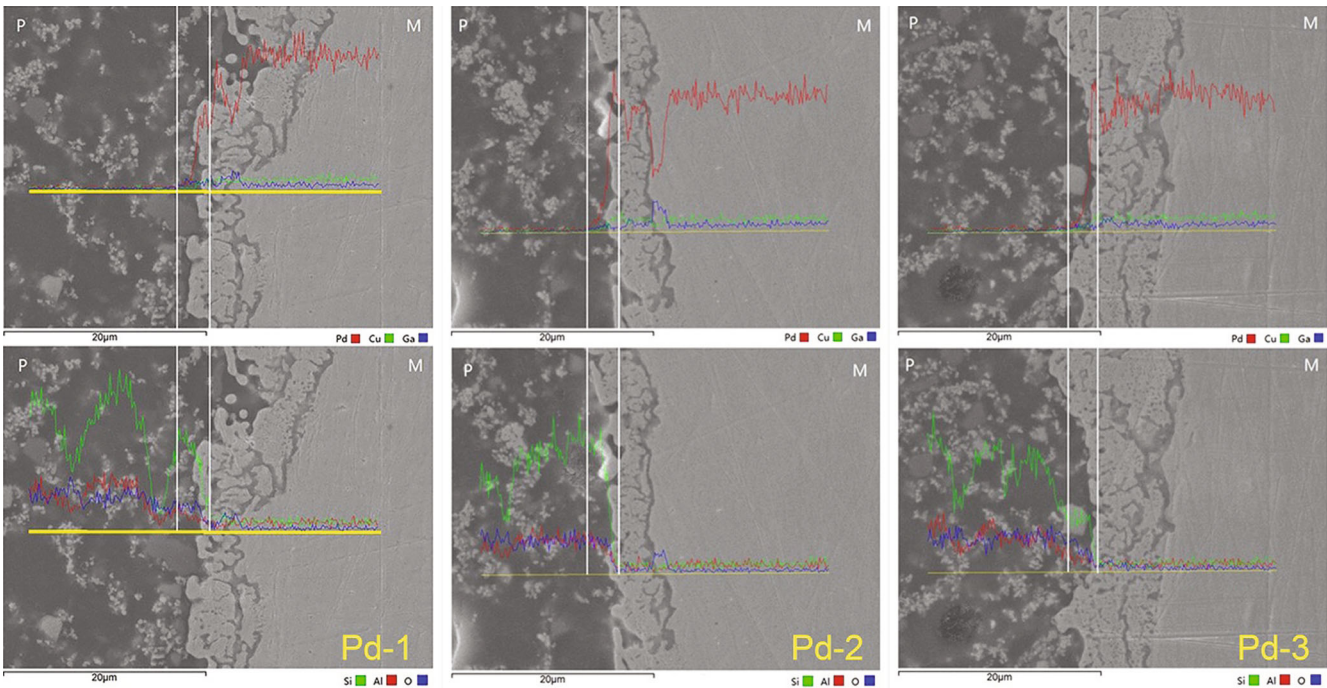 P M P M P M
20µm 20µm 20µm
Pd Cu Ga Pd Cu Ga Pd Cu Ga
P M P M P M
Pd-1 Pd-2 Pd-3
20µm 20µm 20µm
Si Al O Si Al O Si Al O